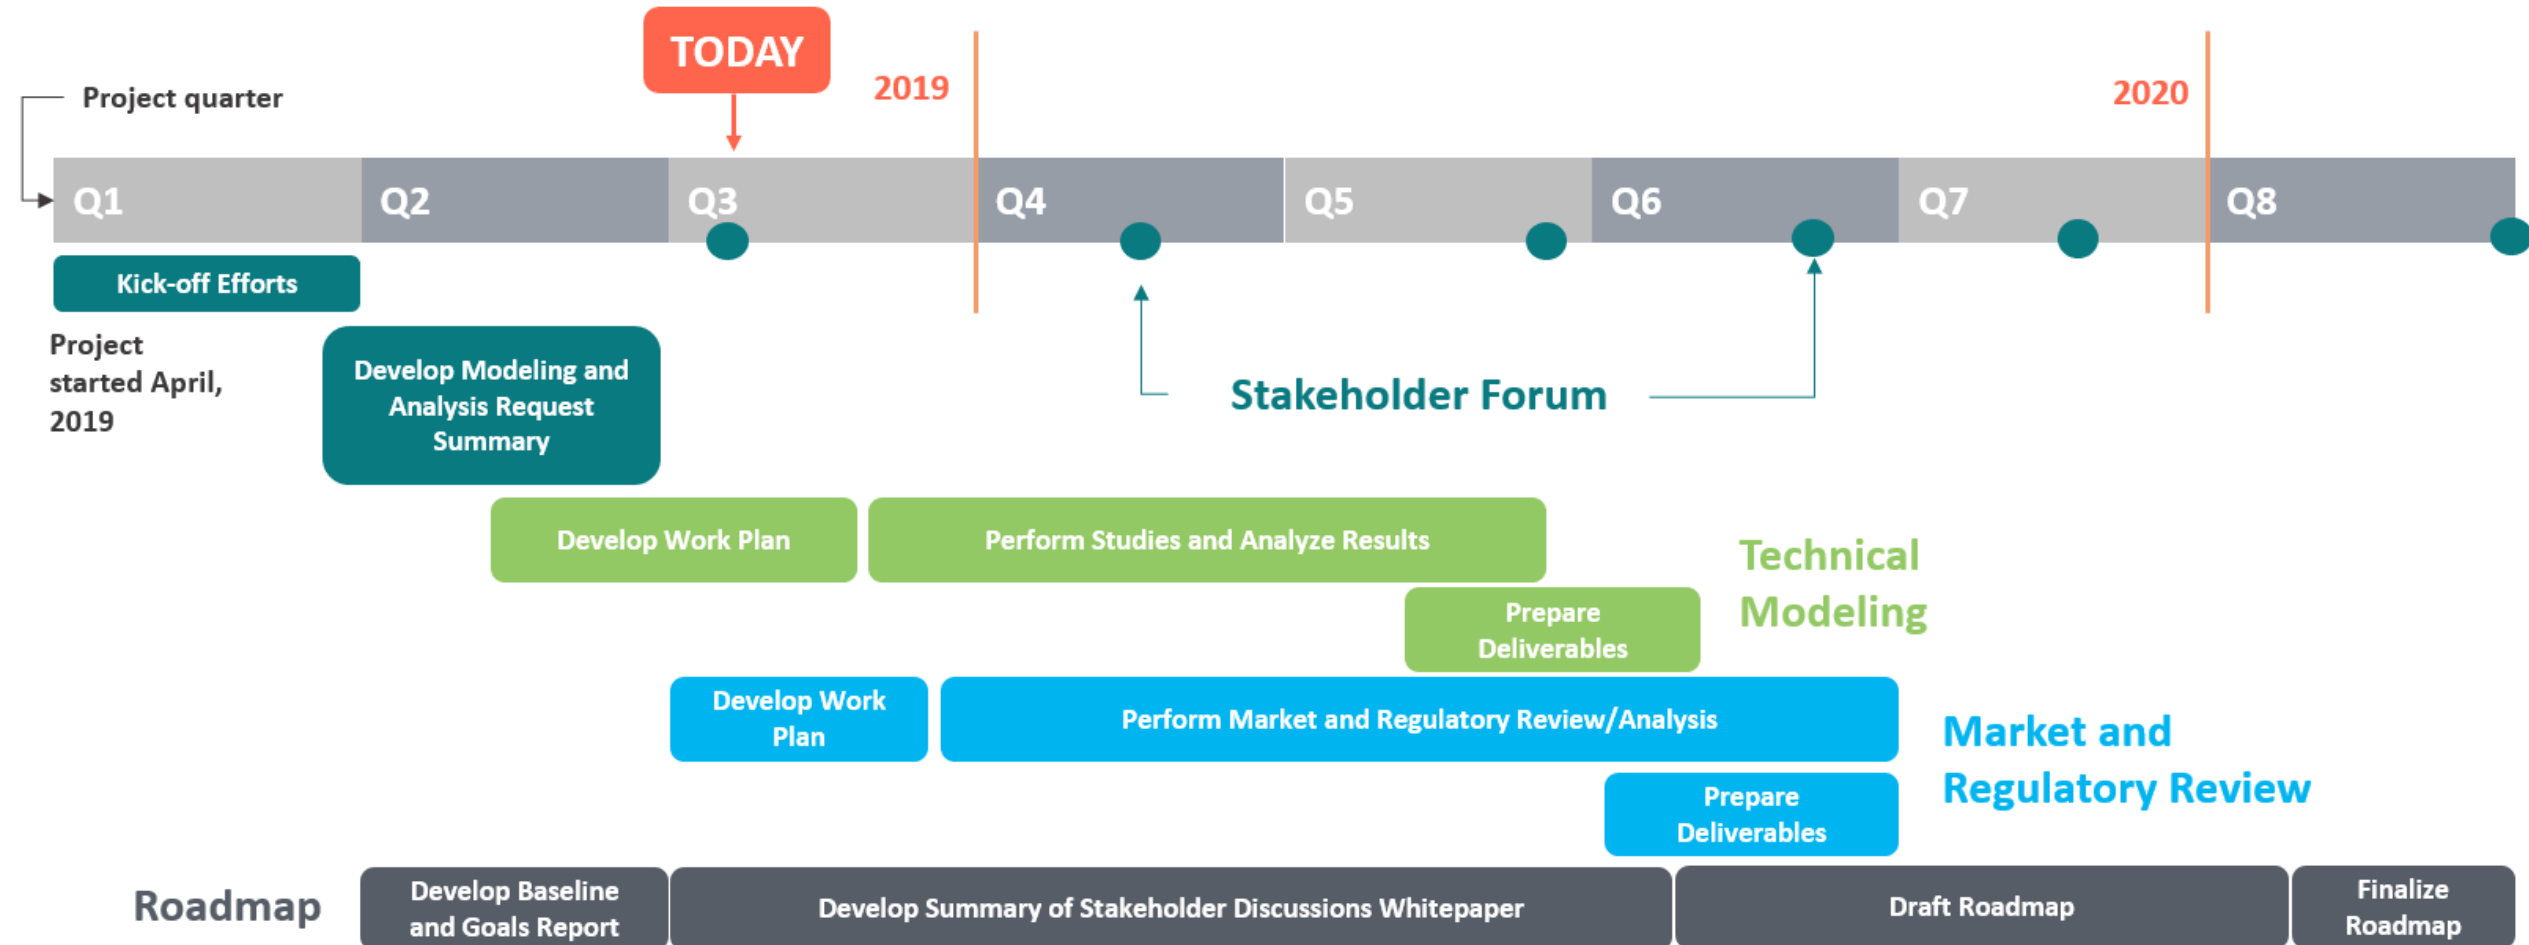 TODAY
2019
2020
Project quarter
Q1
Q2
Q3
Q4
Q5
Q6
Q7
Q8
Kick-off Efforts
Project
started April,
2019
Develop Modeling and
Analysis Request
Summary
Stakeholder Forum
Develop Work Plan
Perform Studies and Analyze Results
Technical
Modeling
Prepare
Deliverables
Develop Work
Plan
Perform Market and Regulatory Review/Analysis
Market and
Regulatory Review
Prepare
Deliverables
Roadmap
Develop Baseline
and Goals Report
Develop Summary of Stakeholder Discussions Whitepaper
Draft Roadmap
Finalize
Roadmap